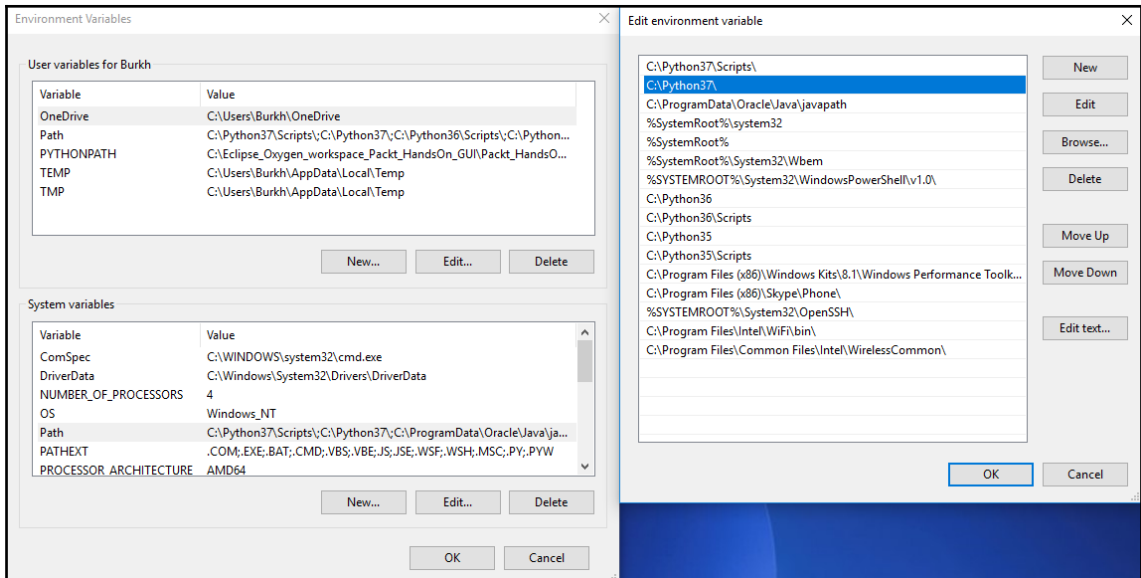 Environment Variables
User variables for Burkh
Variable Value
OneDrive C:\Users\Burkh\OneDrive
Path C:\Python37\Scripts\;C:\Python37\;C:\Python36\Scripts\;C:\Python...
PYTHONPATH C:\Eclipse_Oxygen_workspace_Packt_HandsOn_GUI\Packt_HandsO...
TEMP C:\Users\Burkh\AppData\Local\Temp
TMP C:\Users\Burkh\AppData\Local\Temp
New... Edit... Delete
System variables
Variable Value
ComSpec C:\WINDOWS\system32\cmd.exe
DriverData C:\Windows\System32\Drivers\DriverData
NUMBER_OF_PROCESSORS 4
OS Windows_NT
Path C:\Python37\Scripts\;C:\Python37\;C:\ProgramData\Oracle\Java\ja...
PATHEXT .COM;.EXE;.BAT;.CMD;.VBS;.VBE;.JS;.JSE;.WSF;.WSH;.MSC;.PY;.PYW
PROCESSOR_ARCHITECTURE AMD64
New... Edit... Delete
OK Cancel
Edit environment variable
C:\Python37\Scripts\
C:\Python37\
C:\ProgramData\Oracle\Java\javapath
%SystemRoot%\system32
%SystemRoot%
%SystemRoot%\System32\Wbem
%SYSTEMROOT%\System32\WindowsPowerShell\v1.0\
C:\Python36
C:\Python36\Scripts
C:\Python35
C:\Python35\Scripts
C:\Program Files (x86)\Windows Kits\8.1\Windows Performance Toolk...
C:\Program Files (x86)\Skype\Phone\
%SYSTEMROOT%\System32\OpenSSH\
C:\Program Files\Intel\WiFi\bin\
C:\Program Files\Common Files\Intel\WirelessCommon\
New
Edit
Browse...
Delete
Move Up
Move Down
Edit text...
OK Cancel